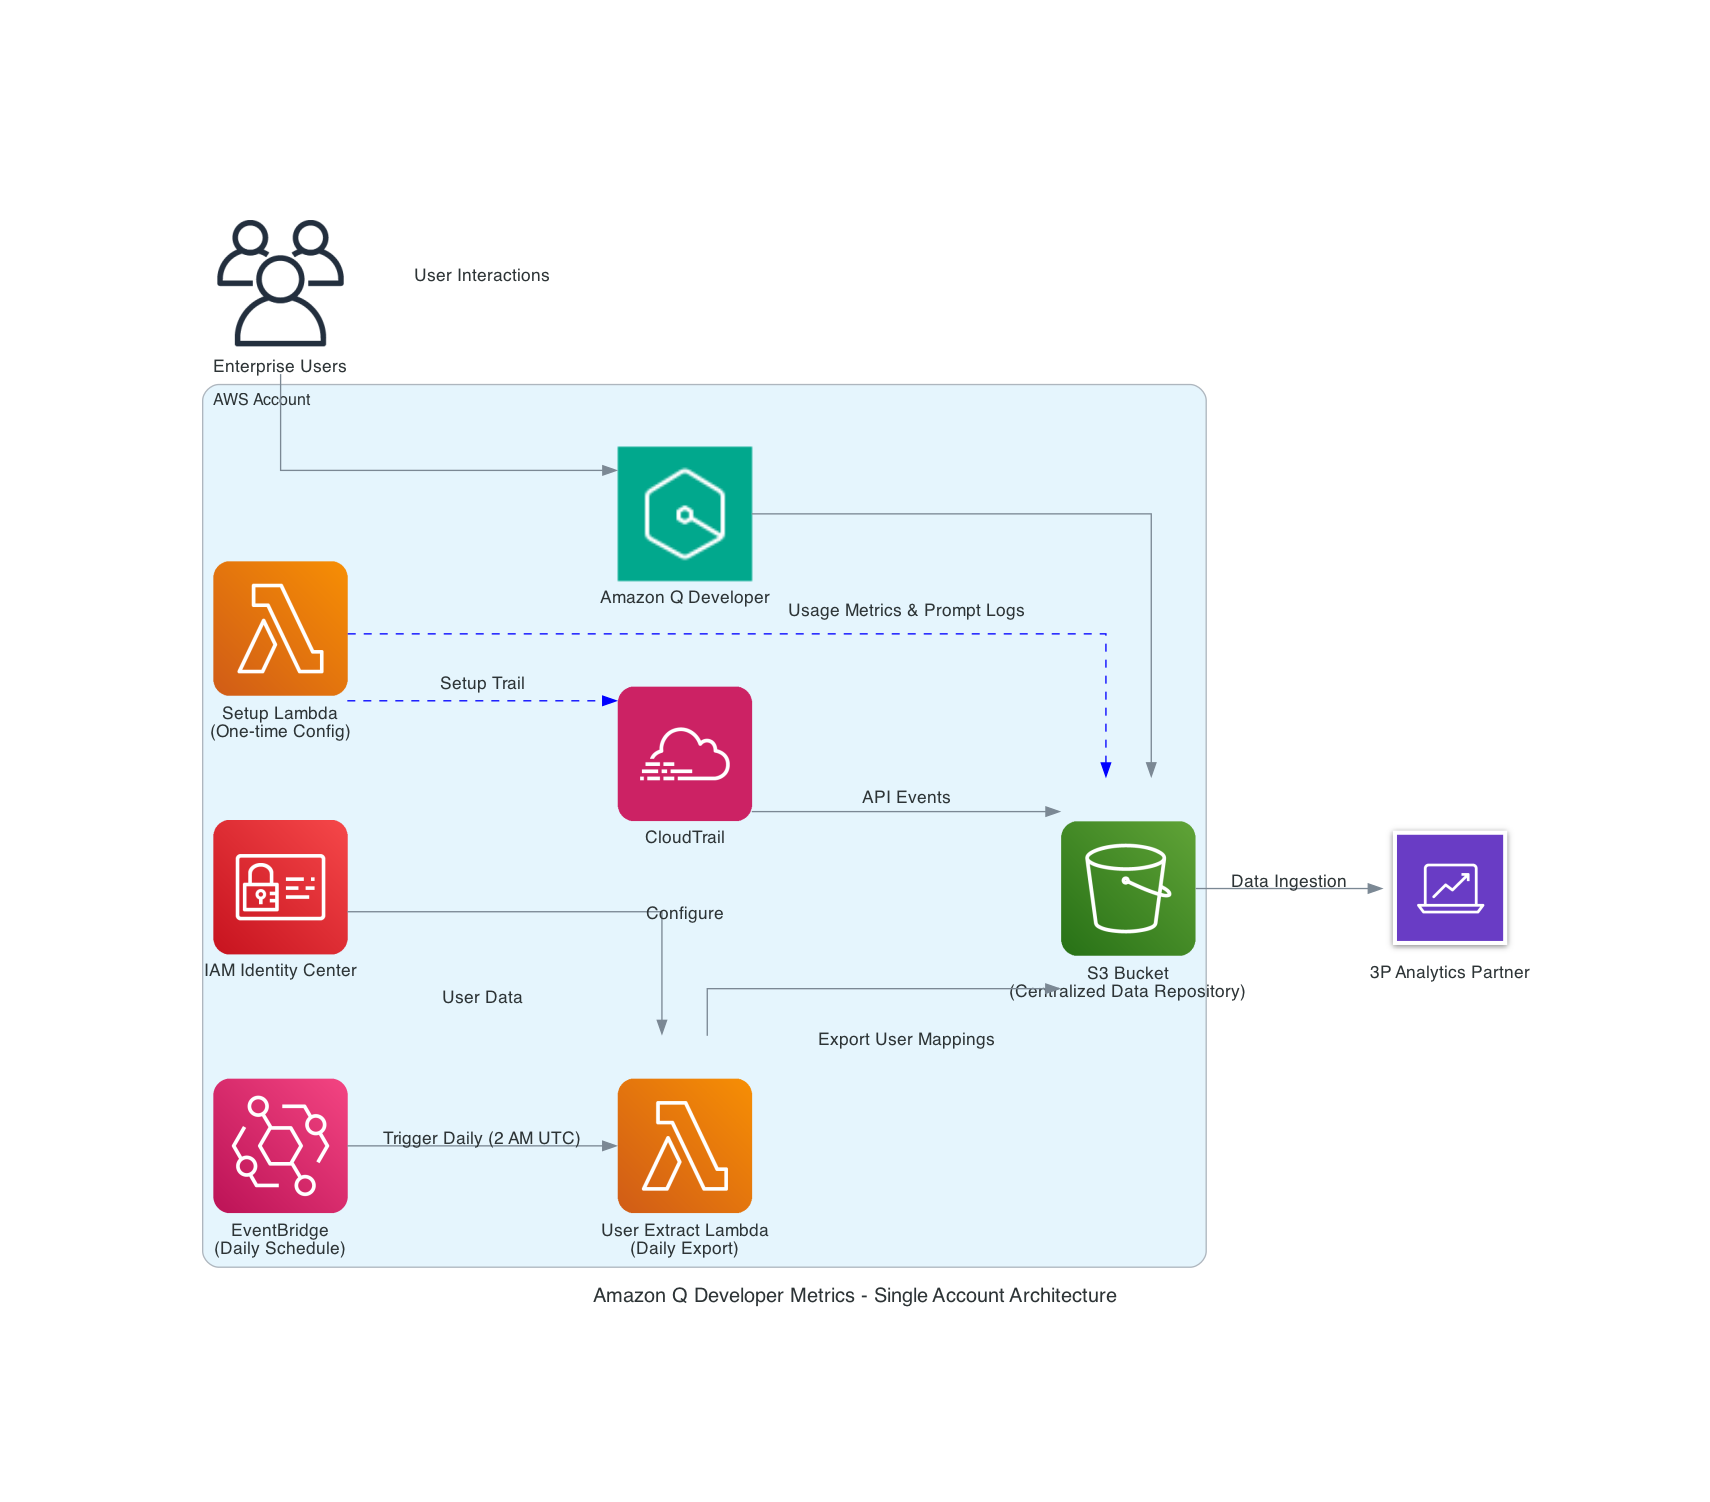 User Interactions
Enterprise Users
AWS Account
Amazon Q Developer
Usage Metrics & Prompt Logs
Setup Trail
Setup Lambda
(One-time Config)
API Events
CloudTrail
Data Ingestion
Configure
IAM Identity Center
S3 Bucket
(Centralized Data Repository)
3P Analytics Partner
User Data
Export User Mappings
Trigger Daily (2 AM UTC)
EventBridge
(Daily Schedule)
User Extract Lambda
(Daily Export)
Amazon Q Developer Metrics - Single Account Architecture